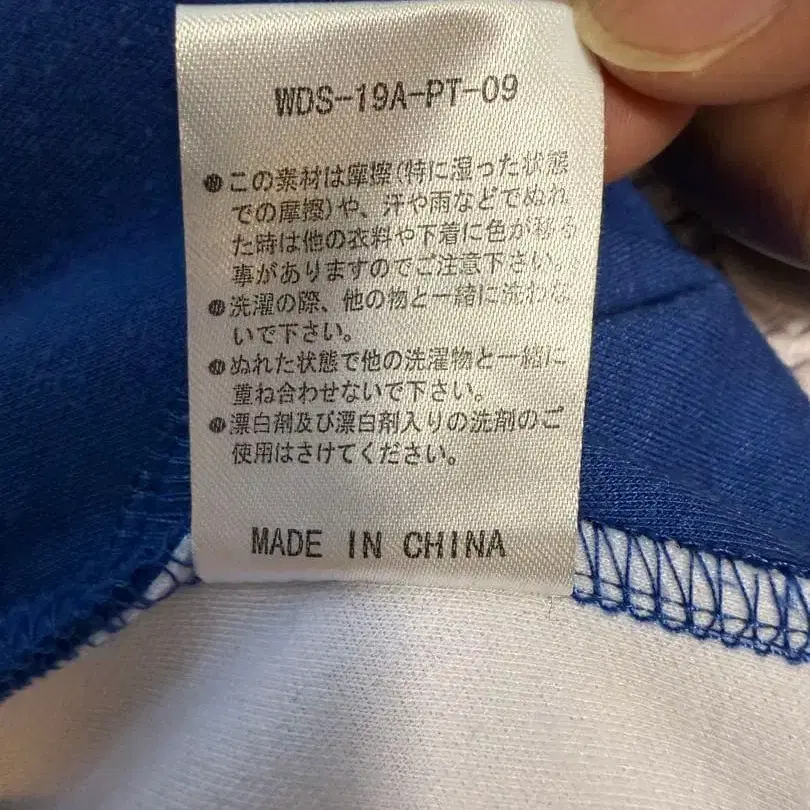 WDS-19A-PT-09
●この素材は摩擦(特に湿った状態
での摩擦)や、汗や雨などでぬれ
た時は他の衣料や下着に色が移る
事がありますのでご注意下さい。
●洗濯の際、他の物と一緒に洗わな
いで下さい。
●ぬれた状態で他の洗濯物と一緒に
重ね合わせないで下さい。
●漂白剤及び漂白剤入りの洗剤のご
使用はさけてください。
MADE IN CHINA